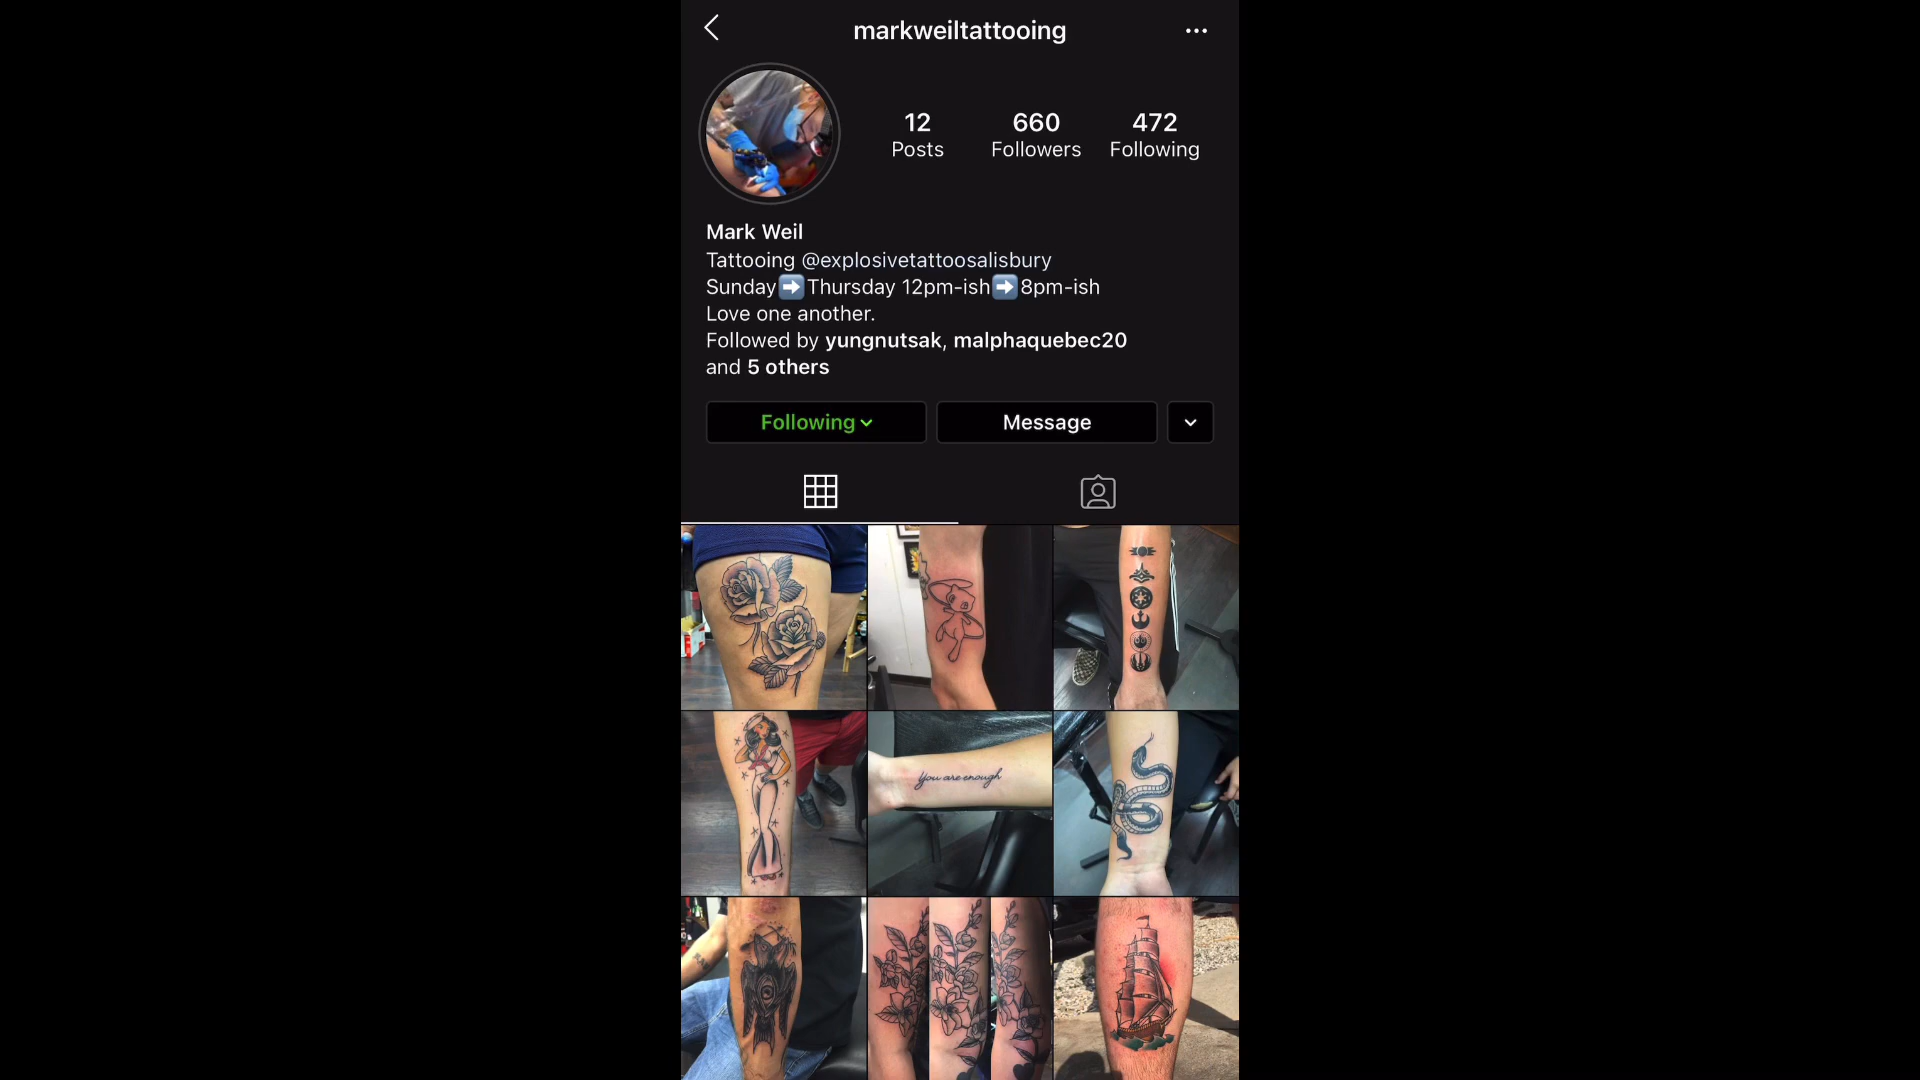 markweiltattooing
12 660 472
Posts Followers Following
Mark Weil
Tattooing @explosivetattoosalisbury
Sunday➡️Thursday 12pm-ish➡️8pm-ish
Love one another.
Followed by yungnutsak, malphaquebec20
and 5 others
Following Message
You are enough